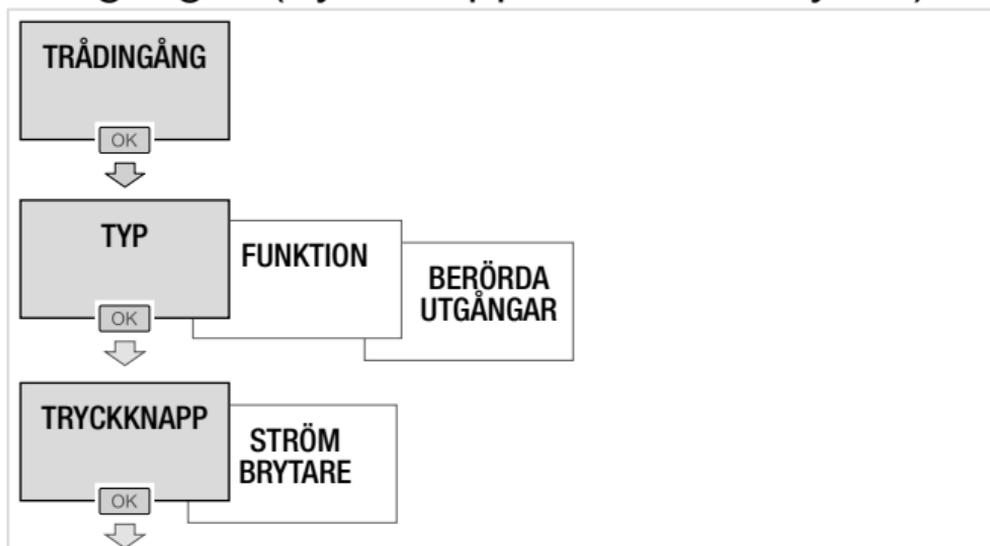 TRÅDINGÅNG
OK
TYP
FUNKTION
BERÖRDA
UTGÅNGAR
OK
TRYCKKNAPP
STRÖM
BRYTARE
OK